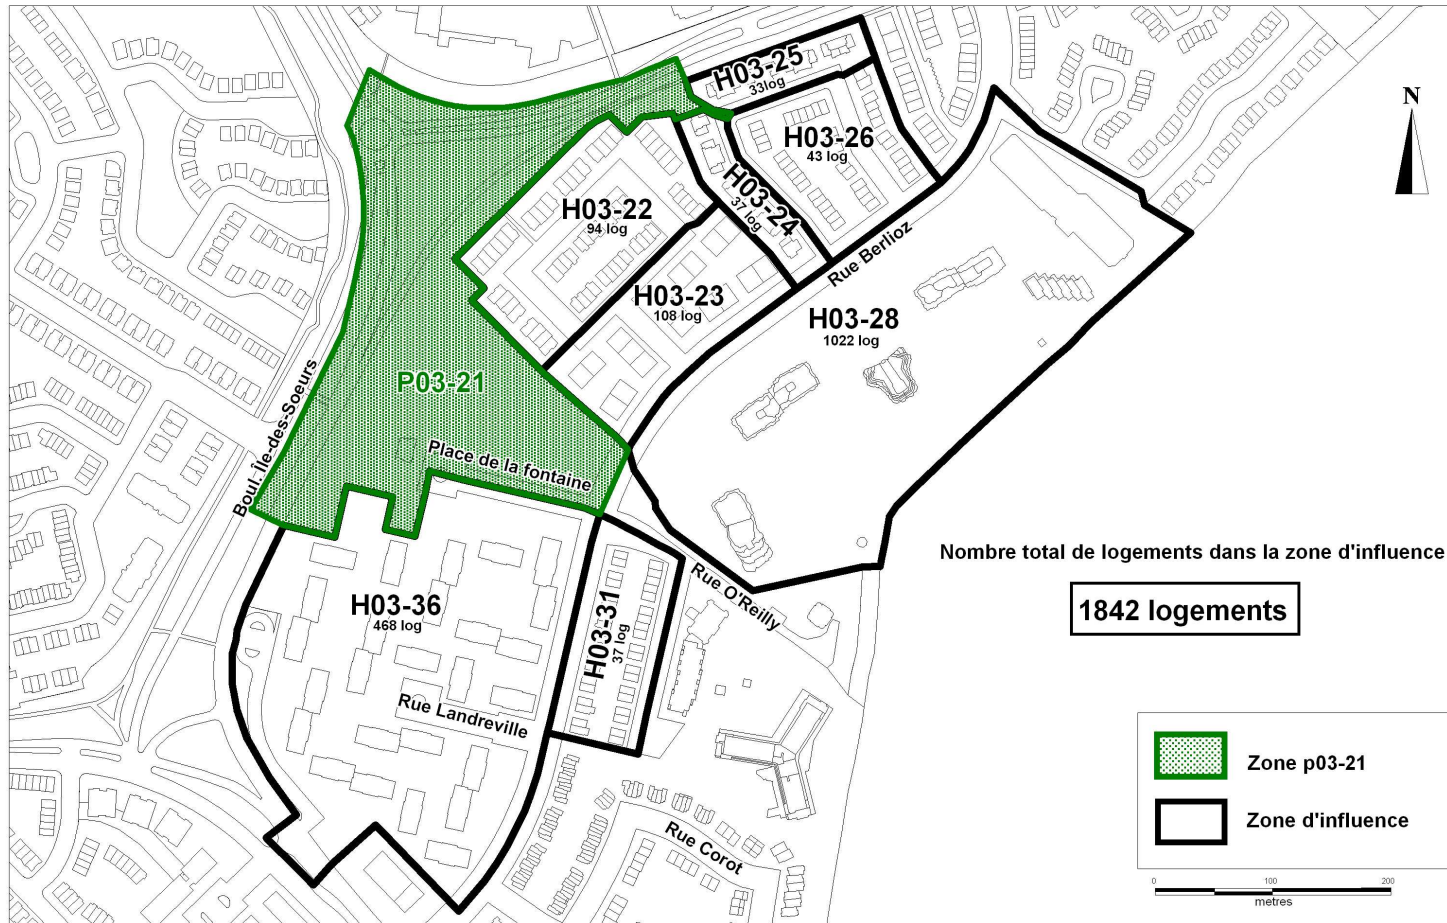 H03-25
33log
N
H03-26
43 log
H03-24
37 log
H03-22
94 log
Rue Berlioz
H03-23
108 log
H03-28
1022 log
P03-21
Boul. Île-des-Soeurs
Place de la fontaine
Nombre total de logements dans la zone d'influence
1842 logements
Rue O'Reilly
H03-36
468 log
H03-31
37 log
Rue Landreville
Zone p03-21
Zone d'influence
Rue Corot
0 100 200
metres